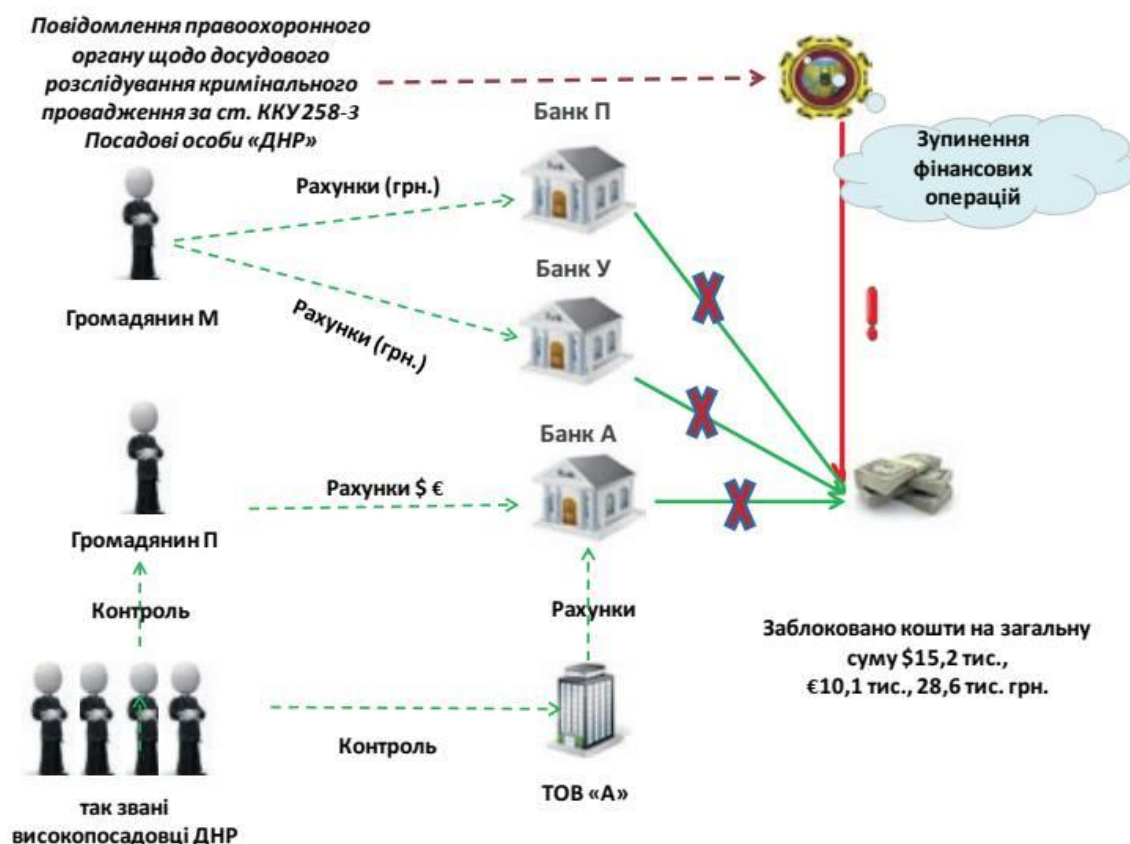 Повідомлення правоохоронного
органу щодо досудового
розслідування кримінального
провадження за ст. ККУ 258-3
Посадові особи «ДНР»
Банк П
Зупинення
фінансових
операцій
Рахунки (грн.)
Громадянин М
Банк У
Рахунки (грн.)
Банк А
Рахунки $ €
Громадянин П
Контроль
Рахунки
Заблоковано кошти на загальну
суму $15,2 тис.,
€10,1 тис., 28,6 тис. грн.
Контроль
ТОВ «А»
так звані
високопосадовці ДНР